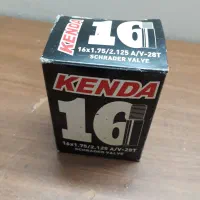 KENDA
16
16x1.75/2.125 A/V-28T
SCHRADER VALVE
KENDA
16
16x1.75/2.125 A/V-28T
SCHRADER VALVE